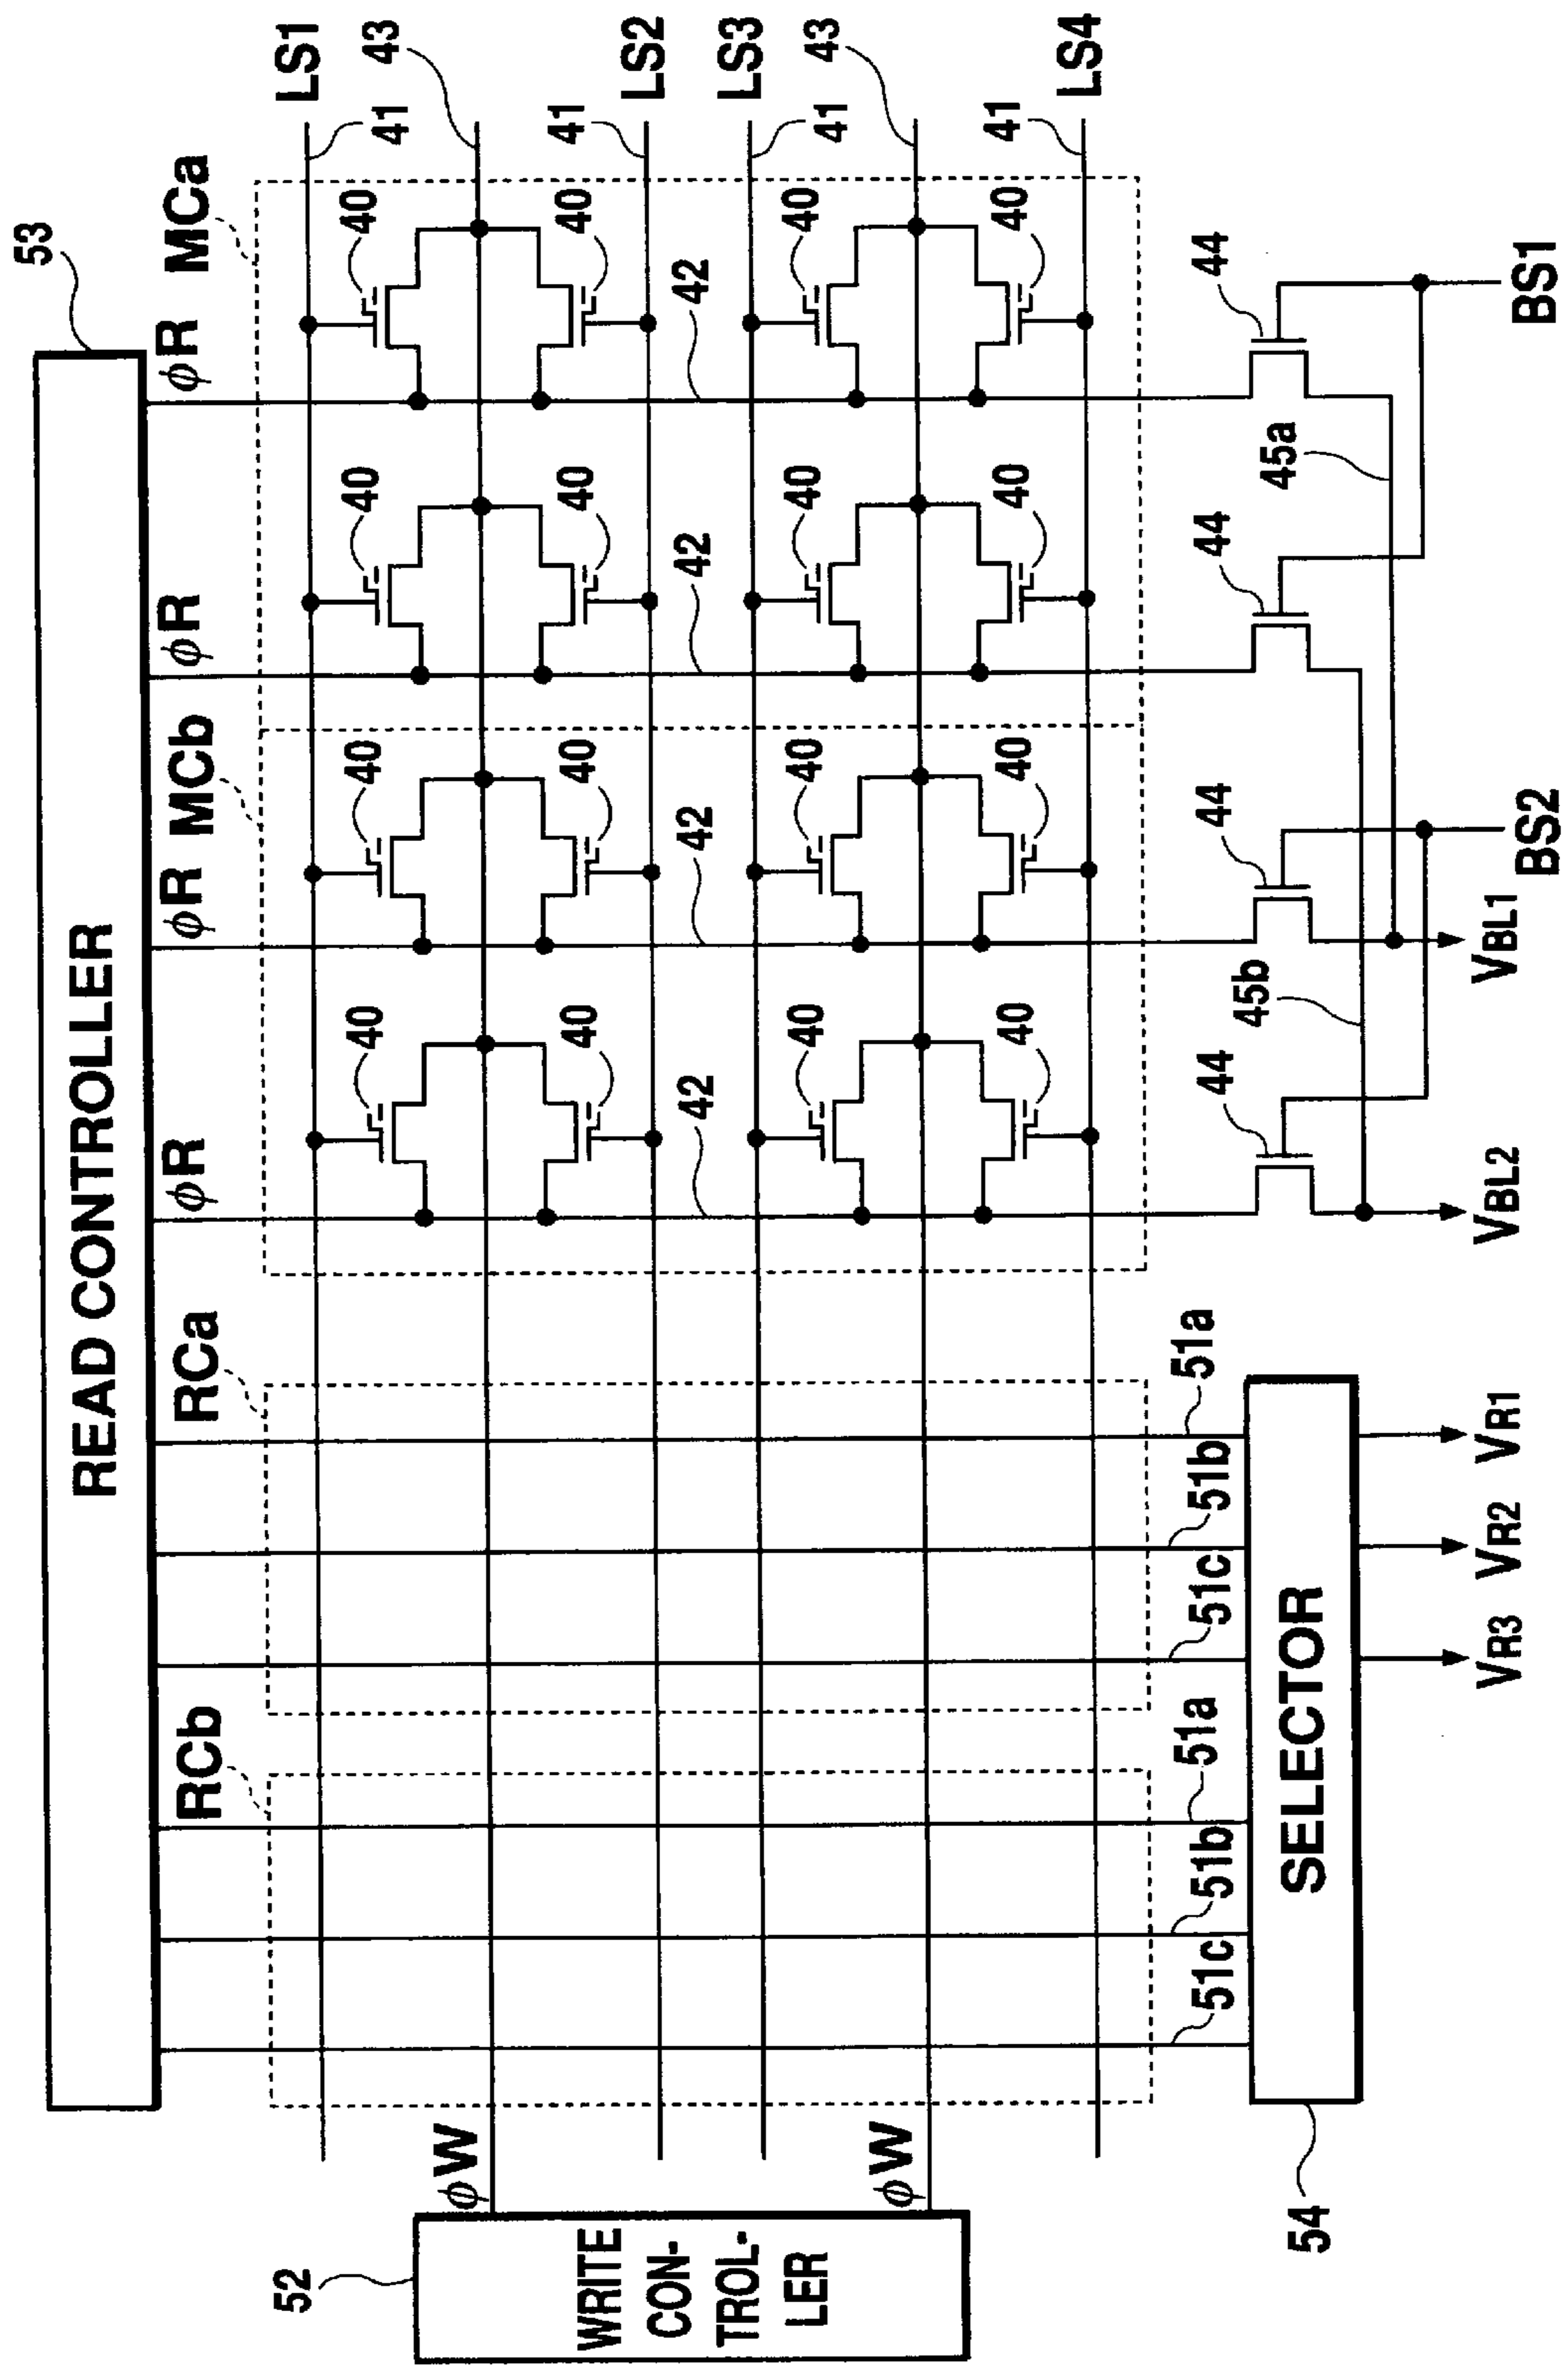 53
READ CONTROLLER
RCb
RCa
φR
φR
MCb
φR
φR
MCa
LS1
41
40
40
40
40
43
40
40
40
40
41
LS2
42
42
42
42
LS3
41
40
40
40
40
43
40
40
40
40
41
LS4
52
WRITE
CON-
TROL-
LER
φW
φW
51c
51b
51a
51c
51b
51a
44
44
44
44
45b
45a
54
SELECTOR
VR3
VR2
VR1
VBL2
VBL1
BS2
BS1